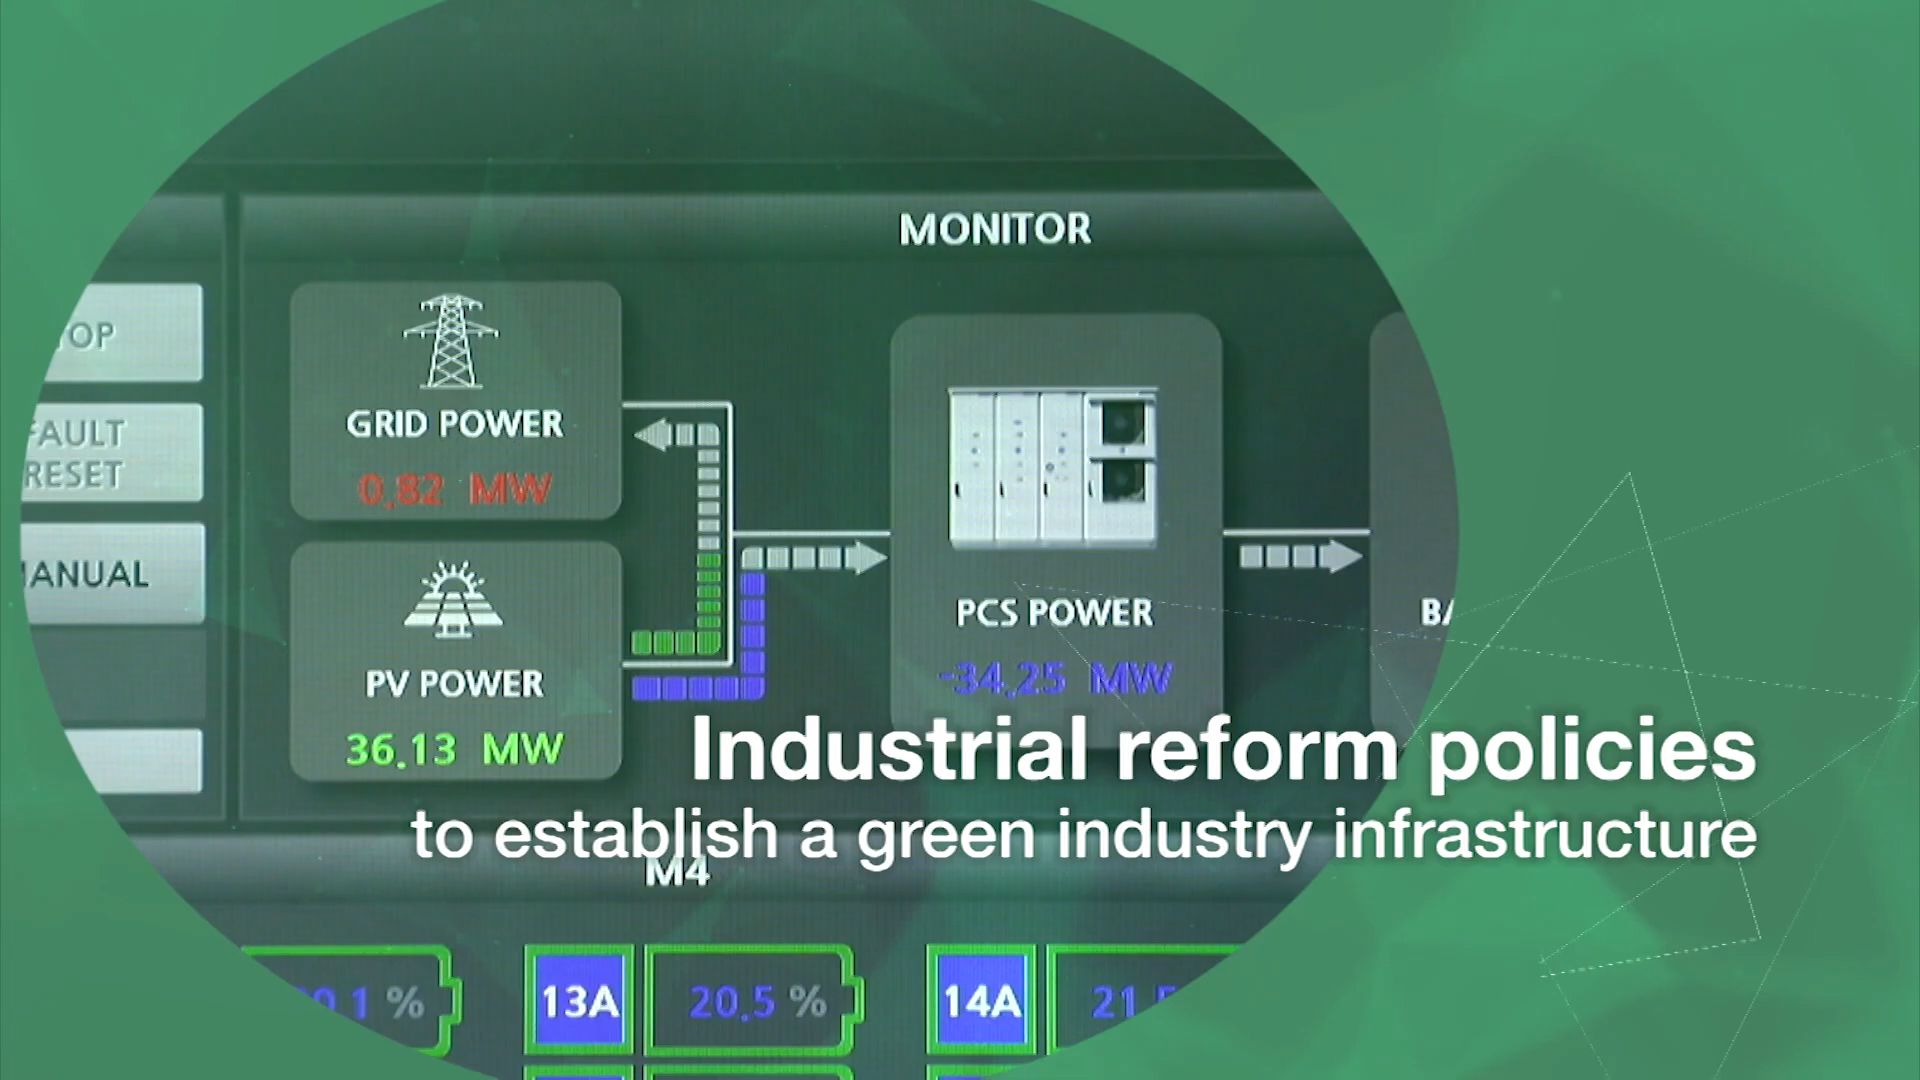 MONITOR
GRID POWER
0.82 MW
FAULT
RESET
MANUAL
PCS POWER
-34.25 MW
PV POWER
36.13 MW
Industrial reform policies
to establish a green industry infrastructure
M4
%
13A
20.5 %
14A